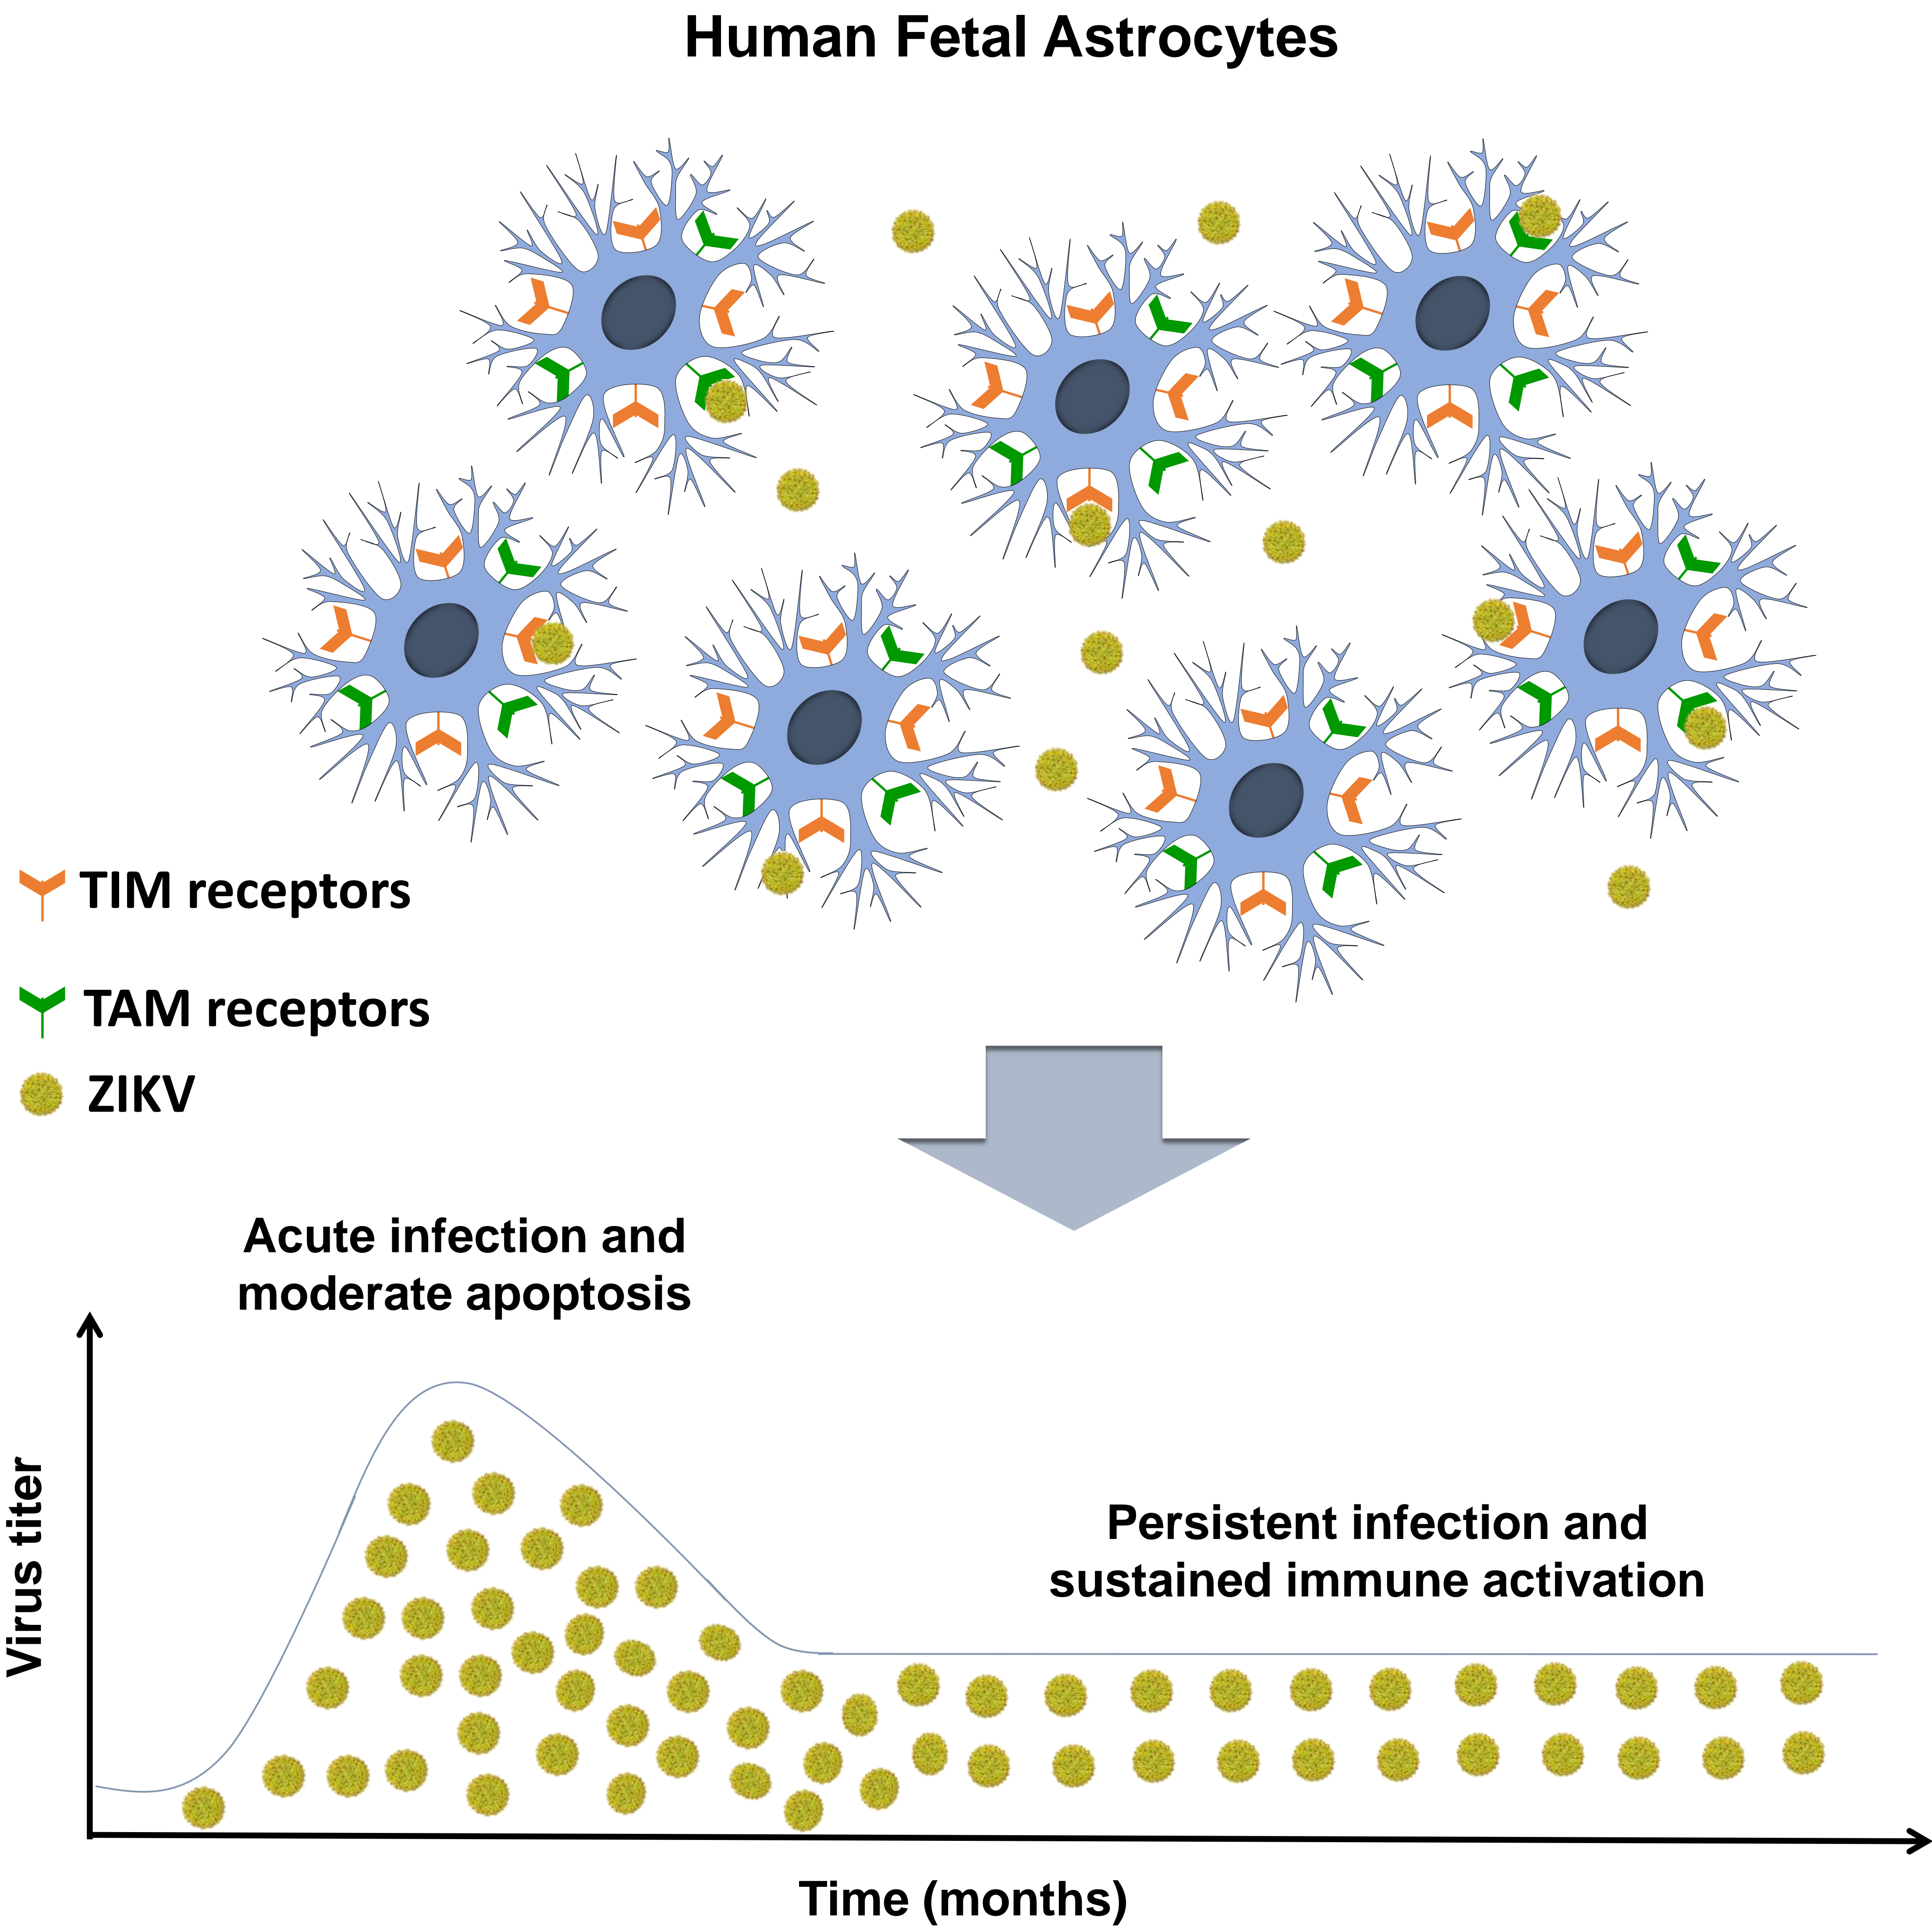 Human Fetal Astrocytes
TIM receptors
TAM receptors
ZIKV
Acute infection and
moderate apoptosis
Persistent infection and
sustained immune activation
Virus titer
Time (months)